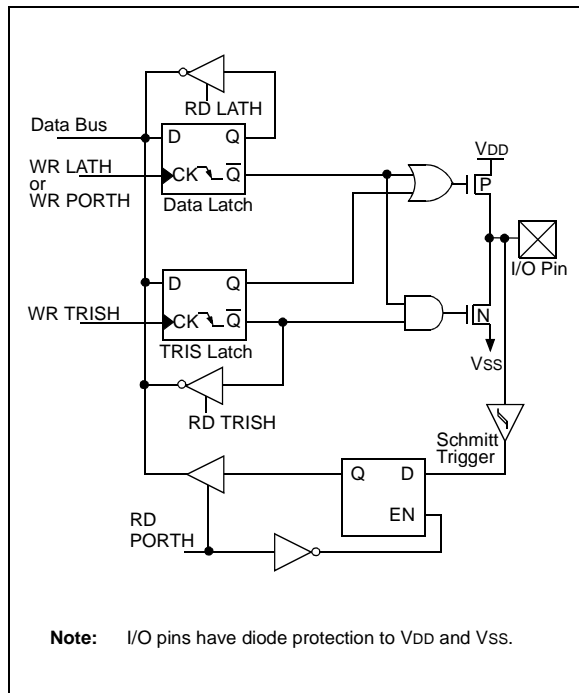 RD LATH
Data Bus
D Q
VDD
WR LATH
or
WR PORTH
CK Q
P
Data Latch
I/O Pin
D Q
WR TRISH
CK Q
N
TRIS Latch
VSS
RD TRISH
Schmitt
Trigger
Q D
EN
RD
PORTH
Note: I/O pins have diode protection to VDD and VSS.